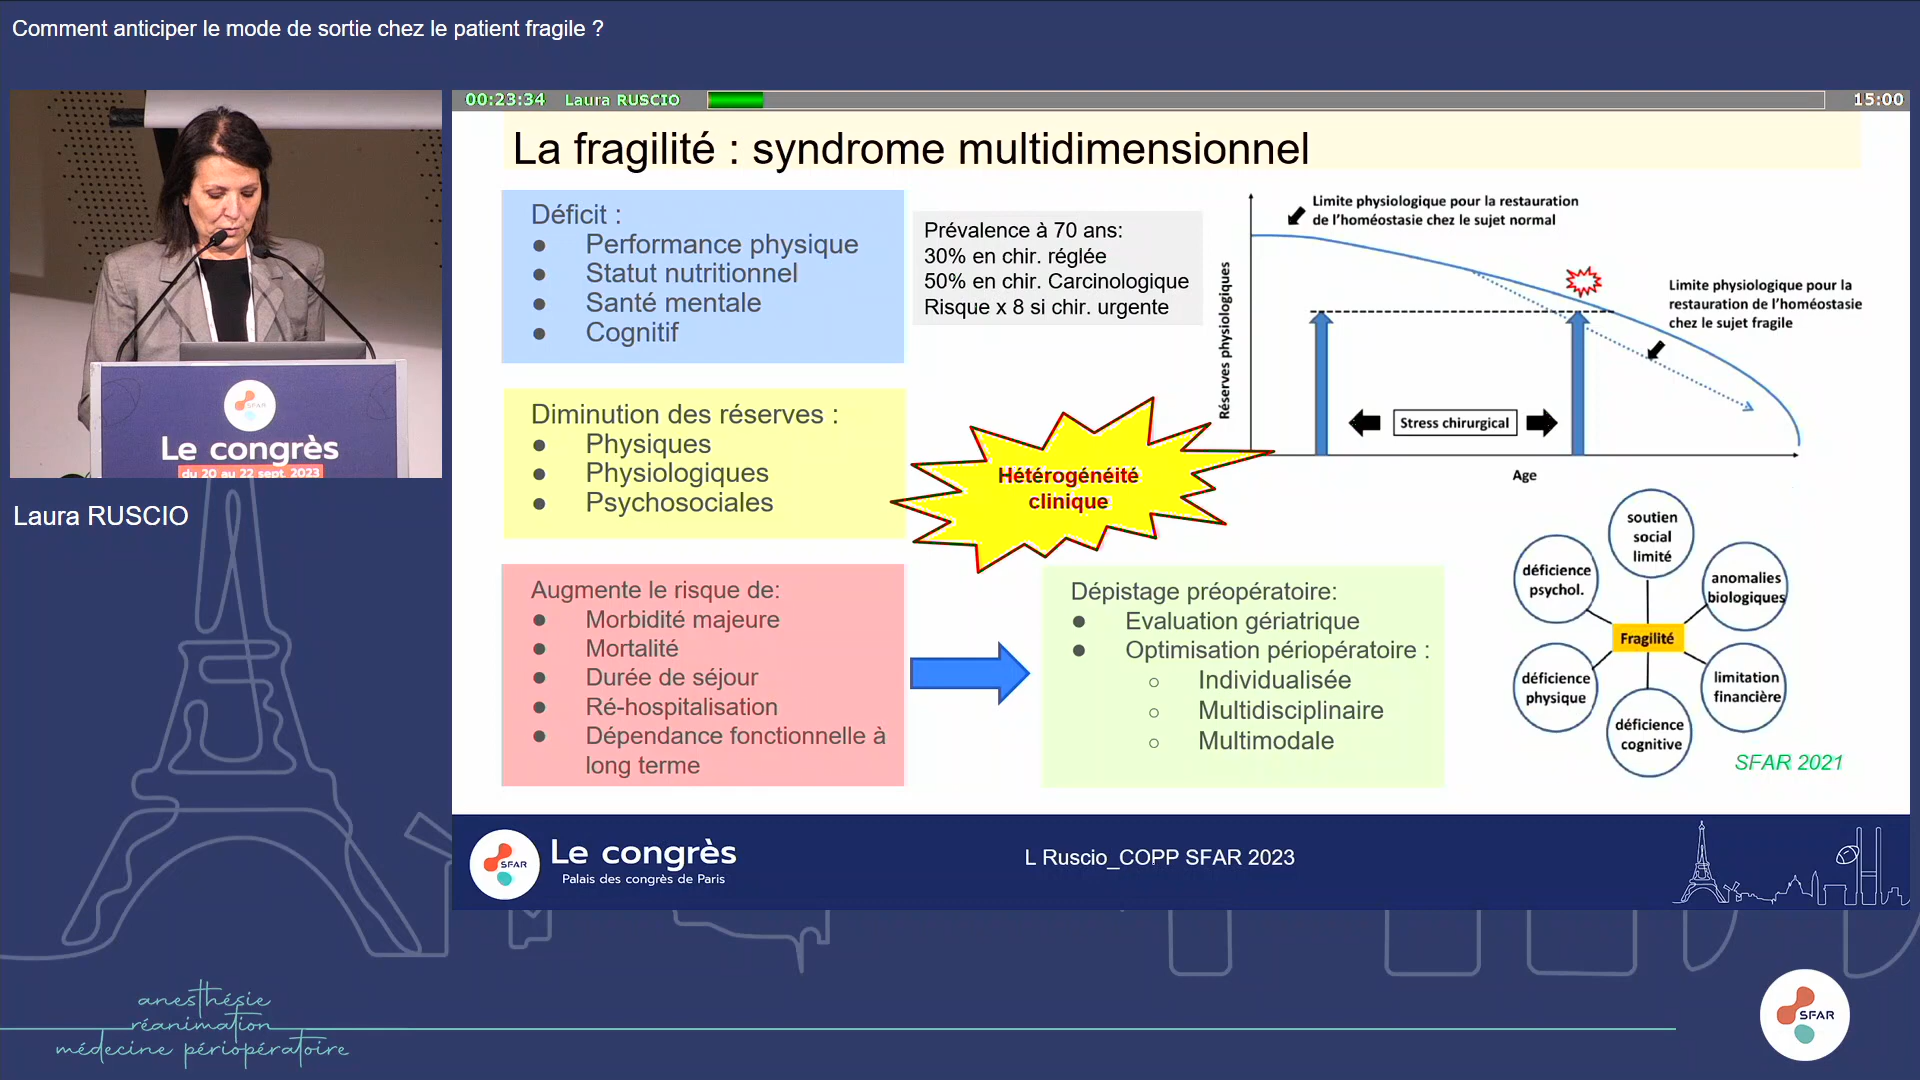 Comment anticiper le mode de sortie chez le patient fragile ?
00:23:34 Laura RUSCIO 15:00
La fragilité : syndrome multidimensionnel
Déficit :
● Performance physique
● Statut nutritionnel
● Santé mentale
● Cognitif
Prévalence à 70 ans:
30% en chir. réglée
50% en chir. Carcinologique
Risque x 8 si chir. urgente
Limite physiologique pour la restauration
de l'homéostasie chez le sujet normal
Limite physiologique pour la
restauration de l'homéostasie
chez le sujet fragile
Réserves physiologiques
Stress chirurgical
Age
Diminution des réserves :
● Physiques
● Physiologiques
● Psychosociales
Hétérogénéité
clinique
Augmente le risque de:
● Morbidité majeure
● Mortalité
● Durée de séjour
● Ré-hospitalisation
● Dépendance fonctionnelle à
long terme
Dépistage préopératoire:
● Evaluation gériatrique
● Optimisation périopératoire :
○ Individualisée
○ Multidisciplinaire
○ Multimodale
soutien
social
limité
déficience
psychol.
anomalies
biologiques
Fragilité
déficience
physique
limitation
financière
déficience
cognitive
SFAR 2021
SFAR
Le congrès
Palais des congrès de Paris
L Ruscio_COPP SFAR 2023
SFAR
Le congrès
du 20 au 22 sept. 2023
Laura RUSCIO
anesthésie
réanimation
médecine périopératoire
SFAR